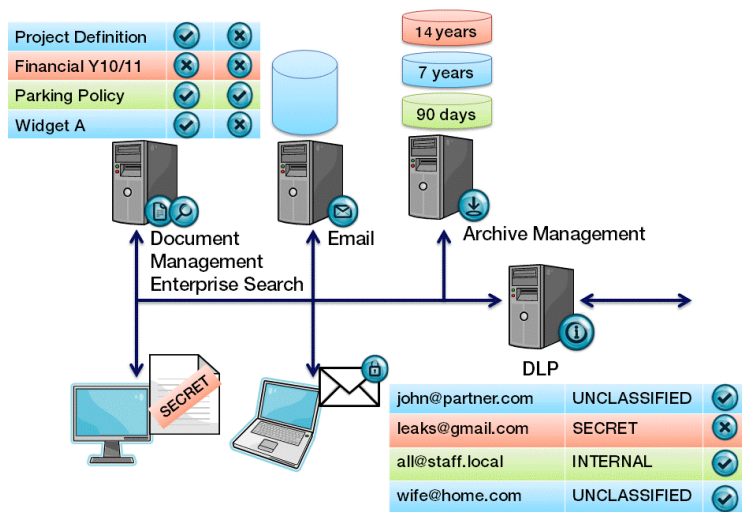 Project Definition
Financial Y10/11
Parking Policy
Widget A
14 years
7 years
90 days
Document
Management
Enterprise Search
Email
Archive Management
DLP
SECRET
john@partner.com UNCLASSIFIED
leaks@gmail.com SECRET
all@staff.local INTERNAL
wife@home.com UNCLASSIFIED